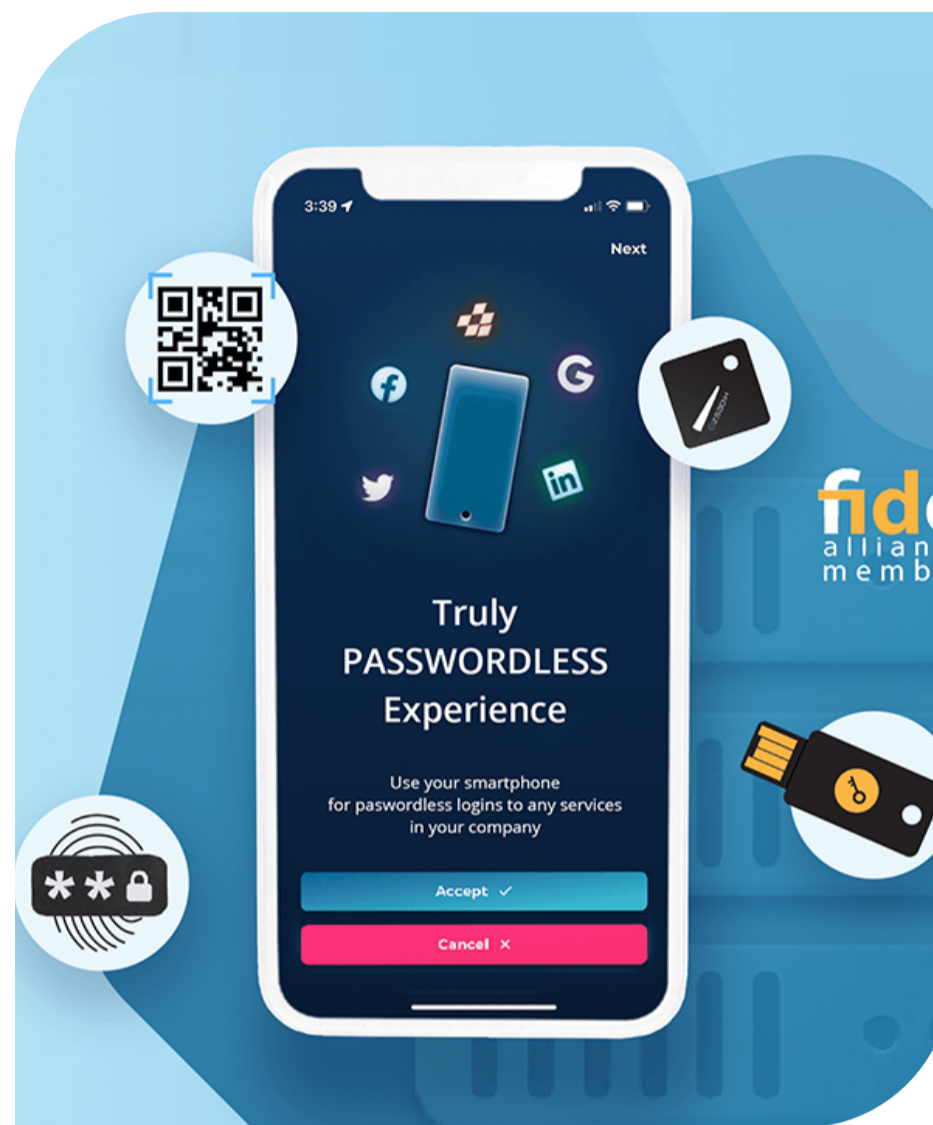 3:39
Next
Truly
PASSWORDLESS
Experience
Use your smartphone
for paswordless logins to any services
in your company
Accept
Cancel
allian
memb